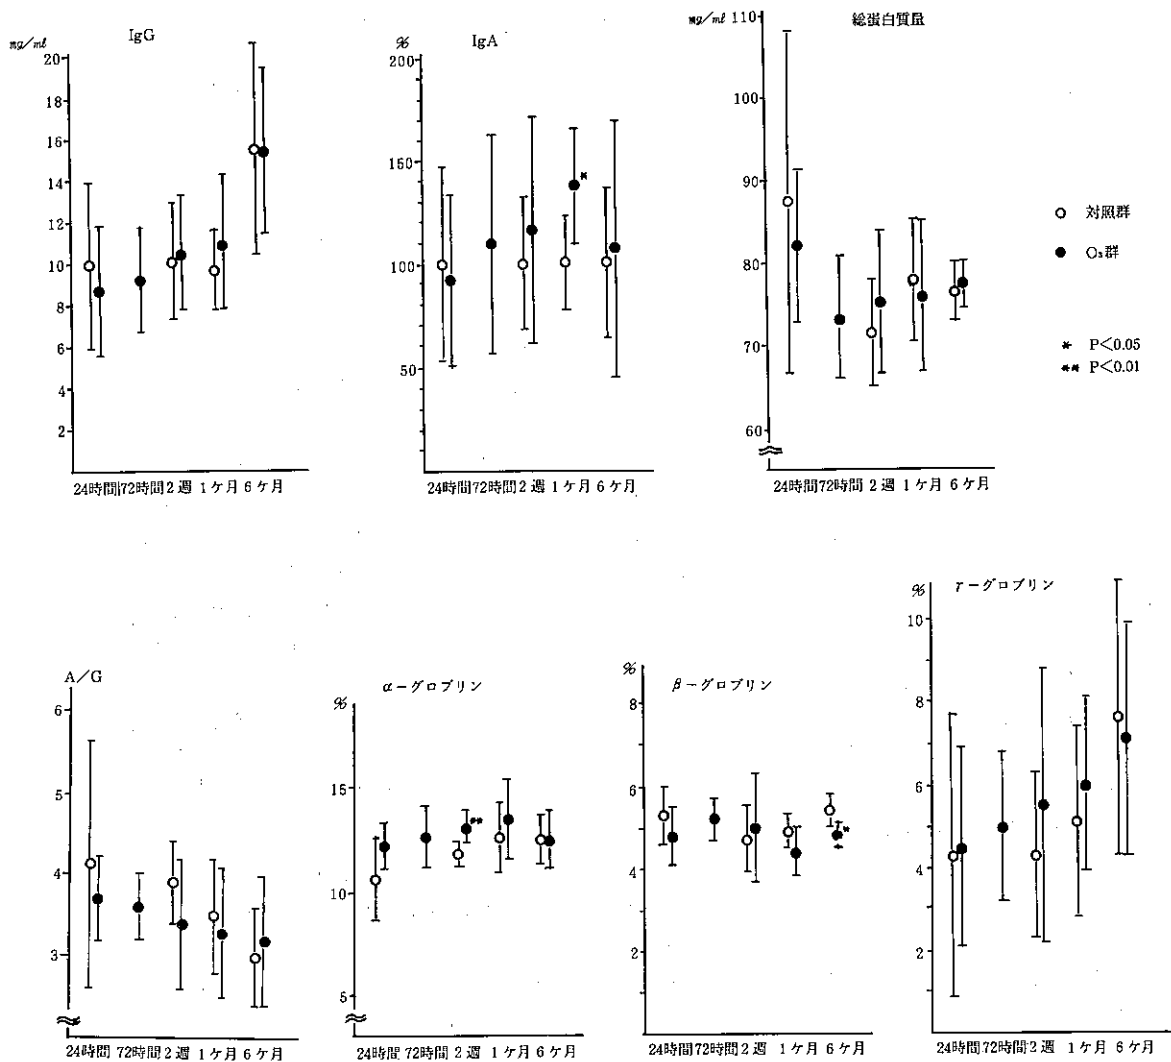 IgG
mg/ml
20
18
16
14
12
10
8
6
4
2
24時間 72時間 2週 1ケ月 6ケ月
IgA
%
200
150
100
50
24時間 72時間 2週 1ケ月 6ケ月
*
総蛋白質量
mg/ml
110
100
90
80
70
60
24時間 72時間 2週 1ケ月 6ケ月
○ 対照群
● O₃群
* P<0.05
** P<0.01
A/G
6
5
4
3
24時間 72時間 2週 1ケ月 6ケ月
α-グロブリン
%
15
10
5
**
24時間 72時間 2週 1ケ月 6ケ月
β-グロブリン
%
8
6
4
2
*
24時間 72時間 2週 1ケ月 6ケ月
γ-グロブリン
%
10
8
6
4
2
24時間 72時間 2週 1ケ月 6ケ月